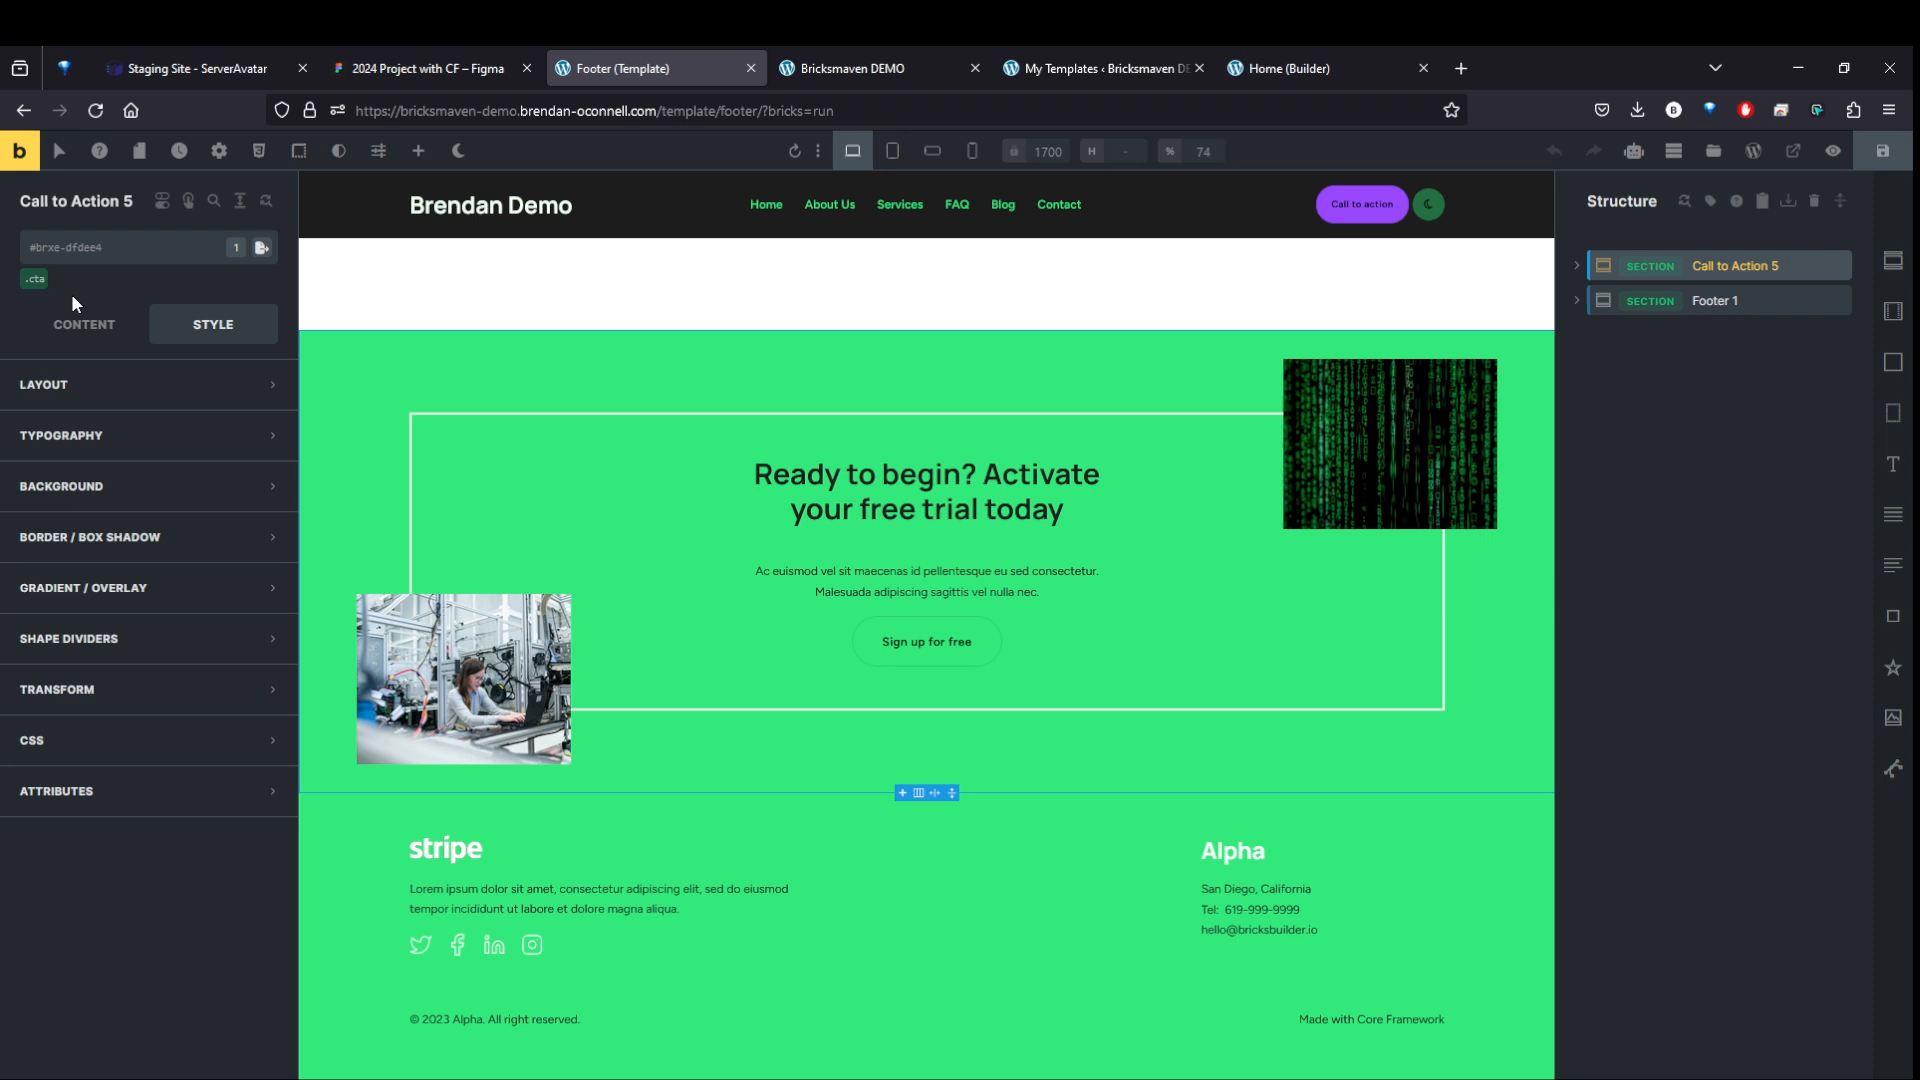 Staging Site - ServerAvatar
2024 Project with CF – Figma
Footer (Template)
Bricksmaven DEMO
My Templates ‹ Bricksmaven DE
Home (Builder)
https://bricksmaven-demo.brendan-oconnell.com/template/footer/?bricks=run
b
1700
H
-
%
74
Call to Action 5
#brxe-dfdee4
1
.cta
CONTENT
STYLE
LAYOUT
TYPOGRAPHY
BACKGROUND
BORDER / BOX SHADOW
GRADIENT / OVERLAY
SHAPE DIVIDERS
TRANSFORM
CSS
ATTRIBUTES
Brendan Demo
Home
About Us
Services
FAQ
Blog
Contact
Call to action
Ready to begin? Activate
your free trial today
Ac euismod vel sit maecenas id pellentesque eu sed consectetur.
Malesuada adipiscing sagittis vel nulla nec.
Sign up for free
stripe
Lorem ipsum dolor sit amet, consectetur adipiscing elit, sed do eiusmod
tempor incididunt ut labore et dolore magna aliqua.
Alpha
San Diego, California
Tel: 619-999-9999
hello@bricksbuilder.io
© 2023 Alpha. All right reserved.
Made with Core Framework
Structure
SECTION Call to Action 5
SECTION Footer 1